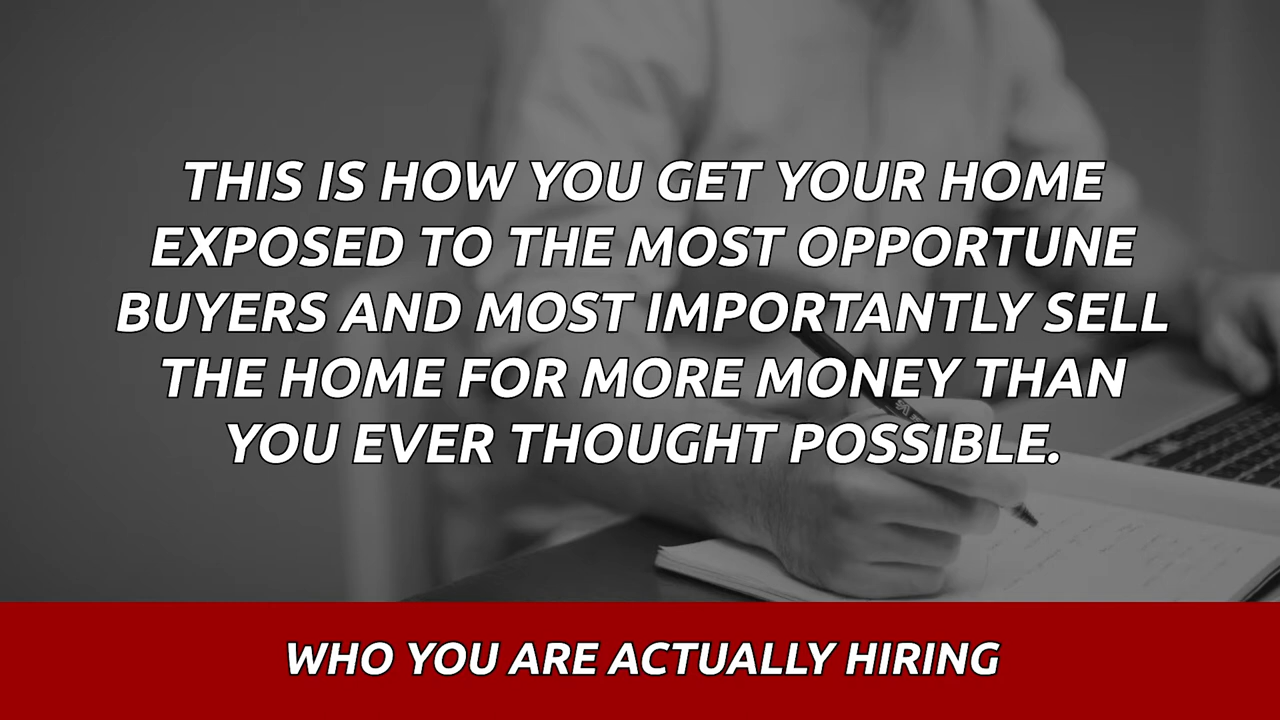 THIS IS HOW YOU GET YOUR HOME
EXPOSED TO THE MOST OPPORTUNE
BUYERS AND MOST IMPORTANTLY SELL
THE HOME FOR MORE MONEY THAN
YOU EVER THOUGHT POSSIBLE.
WHO YOU ARE ACTUALLY HIRING